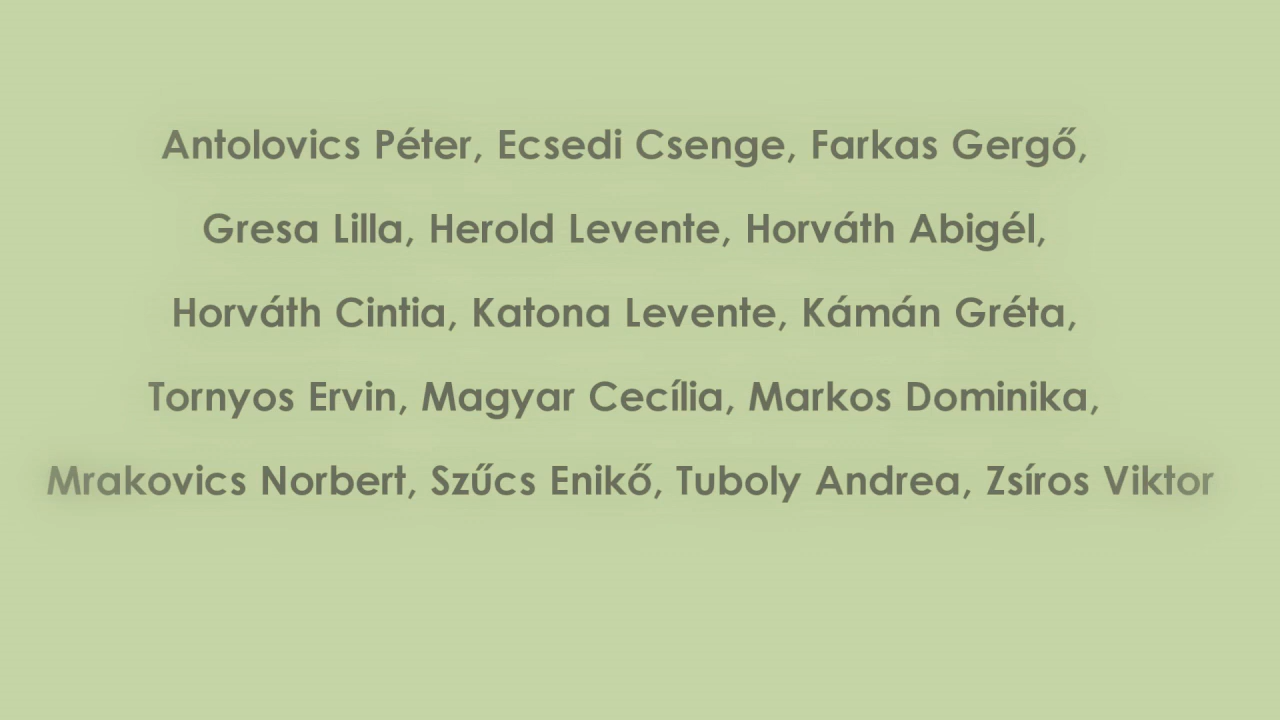 Antolovics Péter, Ecsedi Csenge, Farkas Gergő,
Gresa Lilla, Herold Levente, Horváth Abigél,
Horváth Cintia, Katona Levente, Kámán Gréta,
Tornyos Ervin, Magyar Cecília, Markos Dominika,
Mrakovics Norbert, Szűcs Enikő, Tuboly Andrea, Zsíros Viktor